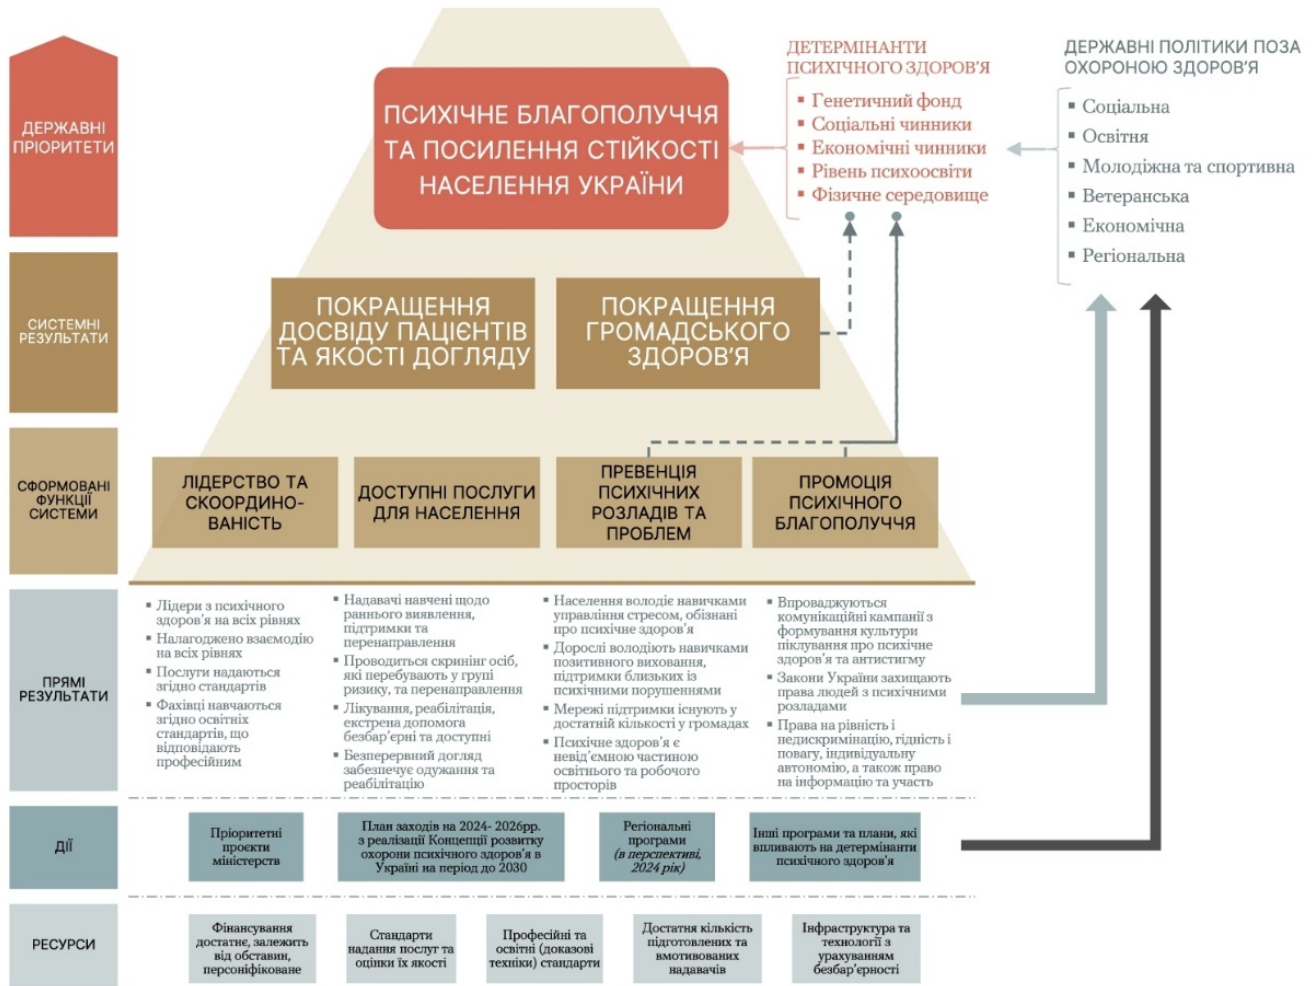 ДЕРЖАВНІ
ПРІОРИТЕТИ
ПСИХІЧНЕ БЛАГОПОЛУЧЧЯ
ТА ПОСИЛЕННЯ СТІЙКОСТІ
НАСЕЛЕННЯ УКРАЇНИ
ДЕТЕРМІНАНТИ
ПСИХІЧНОГО ЗДОРОВ'Я
▪ Генетичний фонд
▪ Соціальні чинники
▪ Економічні чинники
▪ Рівень психоосвіти
▪ Фізичне середовище
ДЕРЖАВНІ ПОЛІТИКИ ПОЗА
ОХОРОНОЮ ЗДОРОВ'Я
▪ Соціальна
▪ Освітня
▪ Молодіжна та спортивна
▪ Ветеранська
▪ Економічна
▪ Регіональна
СИСТЕМНІ
РЕЗУЛЬТАТИ
ПОКРАЩЕННЯ
ДОСВІДУ ПАЦІЄНТІВ
ТА ЯКОСТІ ДОГЛЯДУ
ПОКРАЩЕННЯ
ГРОМАДСЬКОГО
ЗДОРОВ'Я
СФОРМОВАНІ
ФУНКЦІЇ
СИСТЕМИ
ЛІДЕРСТВО ТА
СКООРДИНО-
ВАНІСТЬ
ДОСТУПНІ ПОСЛУГИ
ДЛЯ НАСЕЛЕННЯ
ПРЕВЕНЦІЯ
ПСИХІЧНИХ
РОЗЛАДІВ ТА
ПРОБЛЕМ
ПРОМОЦІЯ
ПСИХІЧНОГО
БЛАГОПОЛУЧЧЯ
ПРЯМІ
РЕЗУЛЬТАТИ
▪ Лідери з психічного
здоров'я на всіх рівнях
▪ Налагоджено взаємодію
на всіх рівнях
▪ Послуги надаються
згідно стандартів
▪ Фахівці навчаються
згідно освітніх
стандартів, що
відповідають
професійним
▪ Надавачі навчені щодо
раннього виявлення,
підтримки та
перенаправлення
▪ Проводиться скринінг осіб,
які перебувають у групі
ризику, та перенаправлення
▪ Лікування, реабілітація,
екстрена допомога
безбар'єрні та доступні
▪ Безперервний догляд
забезпечує одужання та
реабілітацію
▪ Населення володіє навичками
управління стресом, обізнані
про психічне здоров'я
▪ Дорослі володіють навичками
позитивного виховання,
підтримки близьких із
психічними порушеннями
▪ Мережі підтримки існують у
достатній кількості у громадах
▪ Психічне здоров'я є
невід'ємною частиною
освітнього та робочого
просторів
▪ Впроваджуються
комунікаційні кампанії з
формування культури
піклування про психічне
здоров'я та антистигму
▪ Закони України захищають
права людей з психічними
розладами
▪ Права на рівність і
недискримінацію, гідність і
повагу, індивідуальну
автономію, а також право
на інформацію та участь
ДІЇ
Пріоритетні
проєкти
міністерств
План заходів на 2024- 2026рр.
з реалізації Концепції розвитку
охорони психічного здоров'я в
Україні на період до 2030
Регіональні
програми
(в перспективі,
2024 рік)
Інші програми та плани, які
впливають на детермінанти
психічного здоров'я
РЕСУРСИ
Фінансування
достатнє, залежить
від обставин,
персоніфіковане
Стандарти
надання послуг та
оцінки їх якості
Професійні та
освітні (доказові
техніки) стандарти
Достатня кількість
підготовлених та
вмотивованих
надавачів
Інфраструктура та
технології з
урахуванням
безбар'єрності